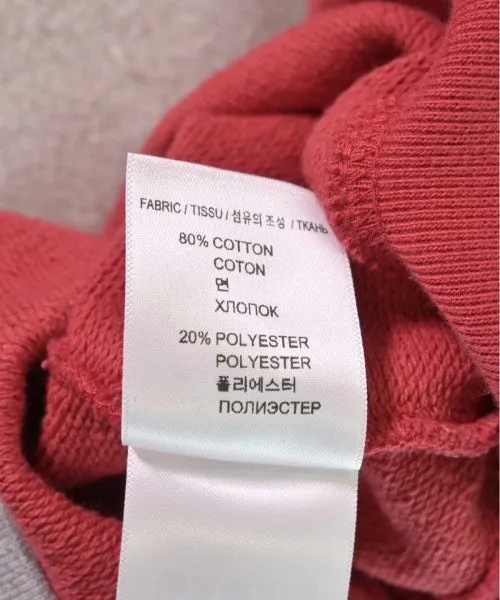 FABRIC / TISSU / 섬유의 조성 / ТКАНЬ
80% COTTON
COTON
면
ХЛОПОК
20% POLYESTER
POLYESTER
폴리에스터
ПОЛИЭСТЕР